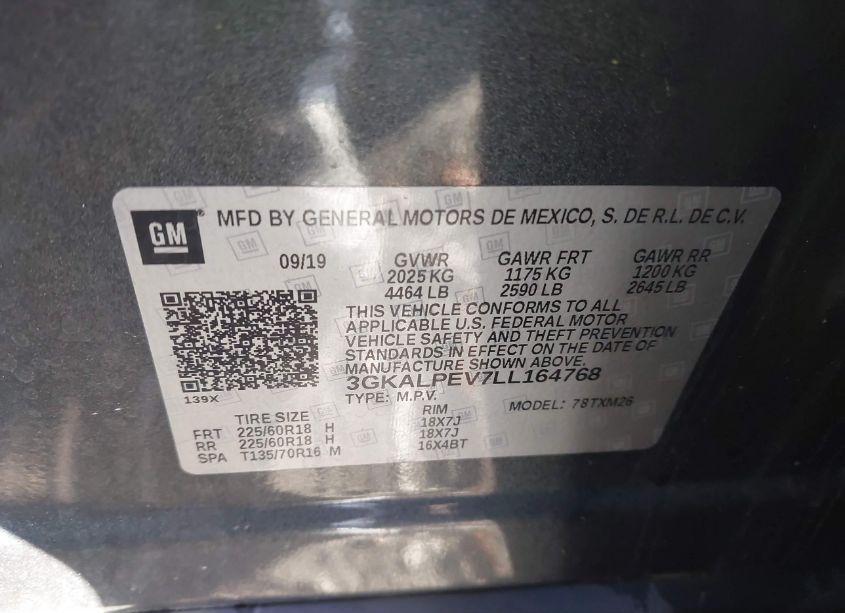 GM® MFD BY GENERAL MOTORS DE MEXICO, S. DE R.L. DE C.V.
09/19 GVWR GAWR FRT GAWR RR
2025 KG 1175 KG 1200 KG
4464 LB 2590 LB 2645 LB
THIS VEHICLE CONFORMS TO ALL
APPLICABLE U.S. FEDERAL MOTOR
VEHICLE SAFETY AND THEFT PREVENTION
STANDARDS IN EFFECT ON THE DATE OF
MANUFACTURE SHOWN ABOVE.
3GKALPEV7LL164768
139X
TYPE: M.P.V. MODEL: 78TXM26
TIRE SIZE RIM
FRT 225/60R18 H 18X7J
RR 225/60R18 H 18X7J
SPA T135/70R16 M 16X4BT